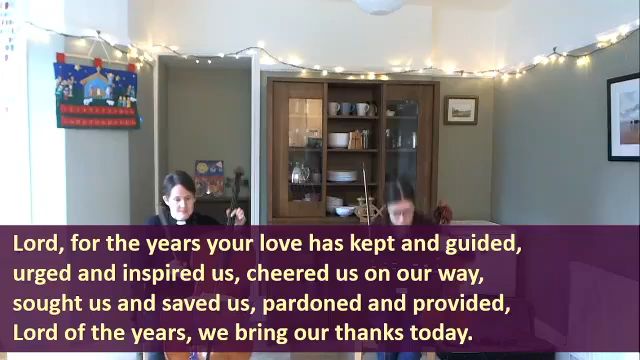 Lord, for the years your love has kept and guided,
urged and inspired us, cheered us on our way,
sought us and saved us, pardoned and provided,
Lord of the years, we bring our thanks today.